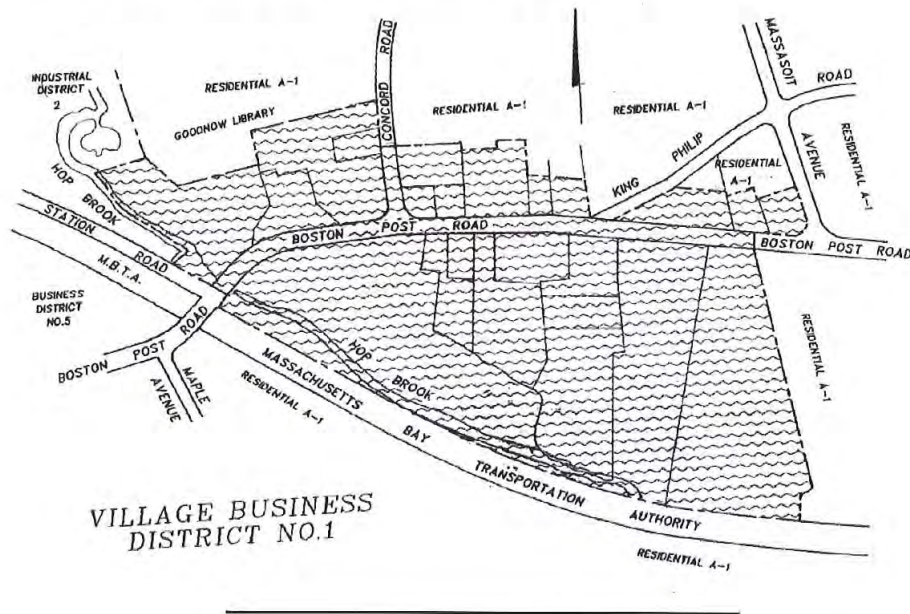 INDUSTRIAL
DISTRICT
2
RESIDENTIAL A-1
GOODNOW LIBRARY
CONCORD ROAD
RESIDENTIAL A-1
RESIDENTIAL A-1
MASSASOIT
AVENUE
ROAD
KING PHILIP
RESIDENTIAL
A-1
RESIDENTIAL A-1
HOP
BROOK
STATION
ROAD
M.B.T.A.
BOSTON POST ROAD
BOSTON POST ROAD
BUSINESS
DISTRICT
NO.5
BOSTON POST ROAD
MAPLE
AVENUE
HOP
BROOK
RESIDENTIAL A-1
MASSACHUSETTS
BAY
TRANSPORTATION
AUTHORITY
RESIDENTIAL A-1
RESIDENTIAL A-1
VILLAGE BUSINESS
DISTRICT NO.1